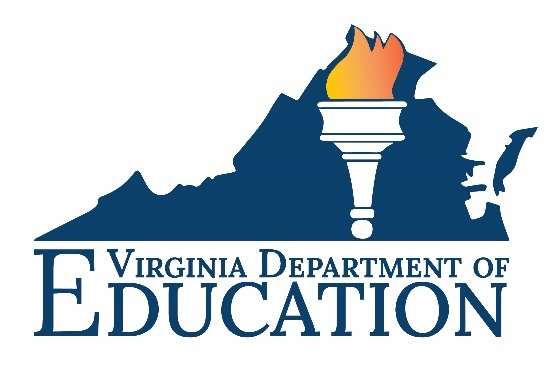 VIRGINIA DEPARTMENT OF
EDUCATION